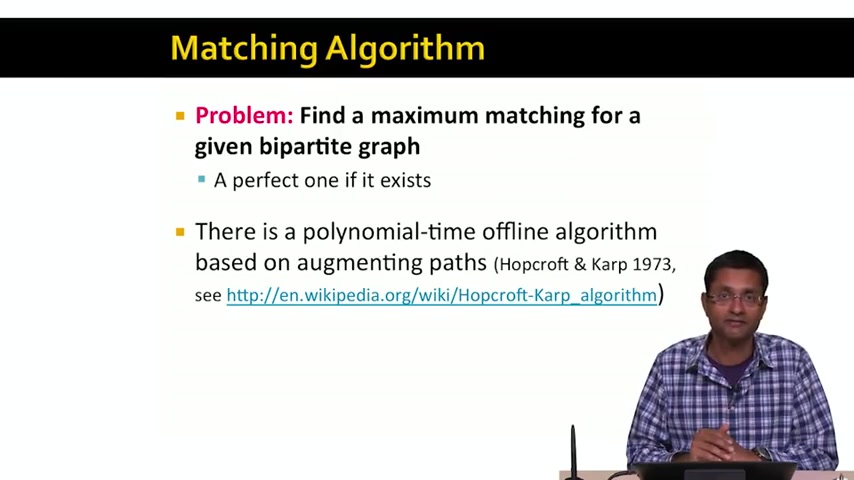 Matching Algorithm
Problem: Find a maximum matching for a
given bipartite graph
A perfect one if it exists
There is a polynomial-time offline algorithm
based on augmenting paths (Hopcroft & Karp 1973,
see http://en.wikipedia.org/wiki/Hopcroft-Karp_algorithm)